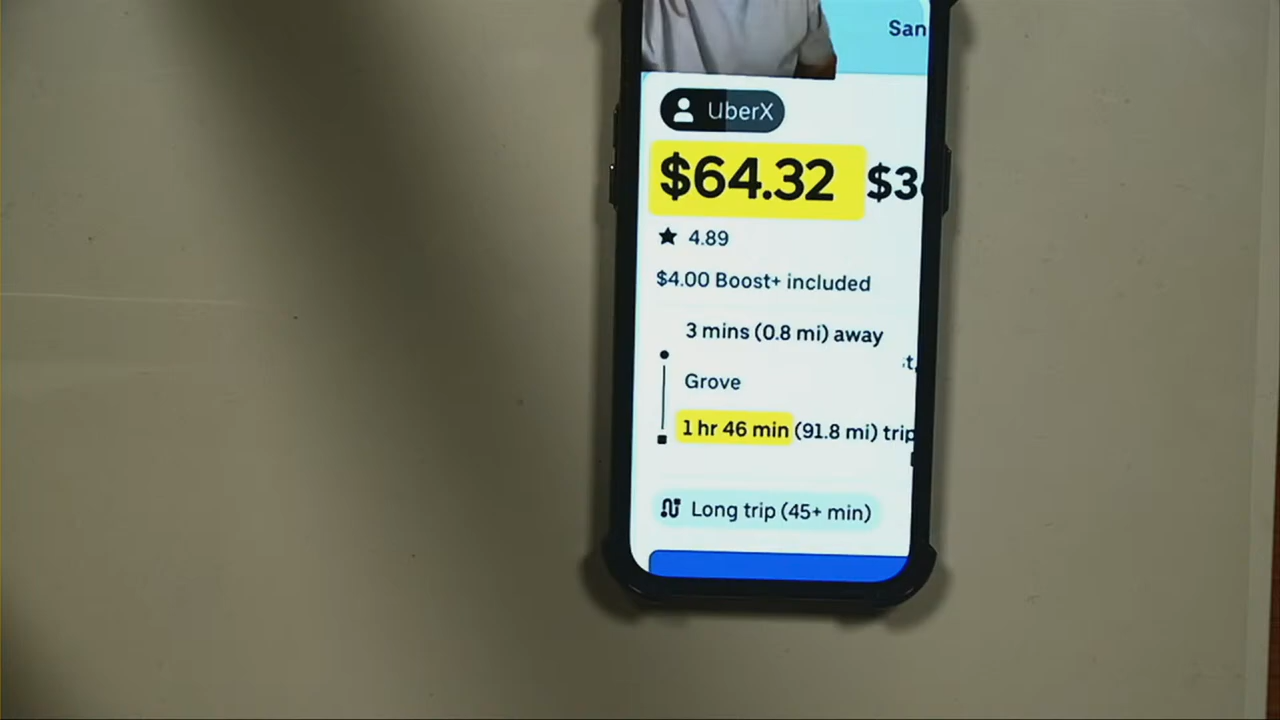 San
UberX
$64.32 $3
4.89
$4.00 Boost+ included
3 mins (0.8 mi) away
Grove
1 hr 46 min (91.8 mi) trip
Long trip (45+ min)